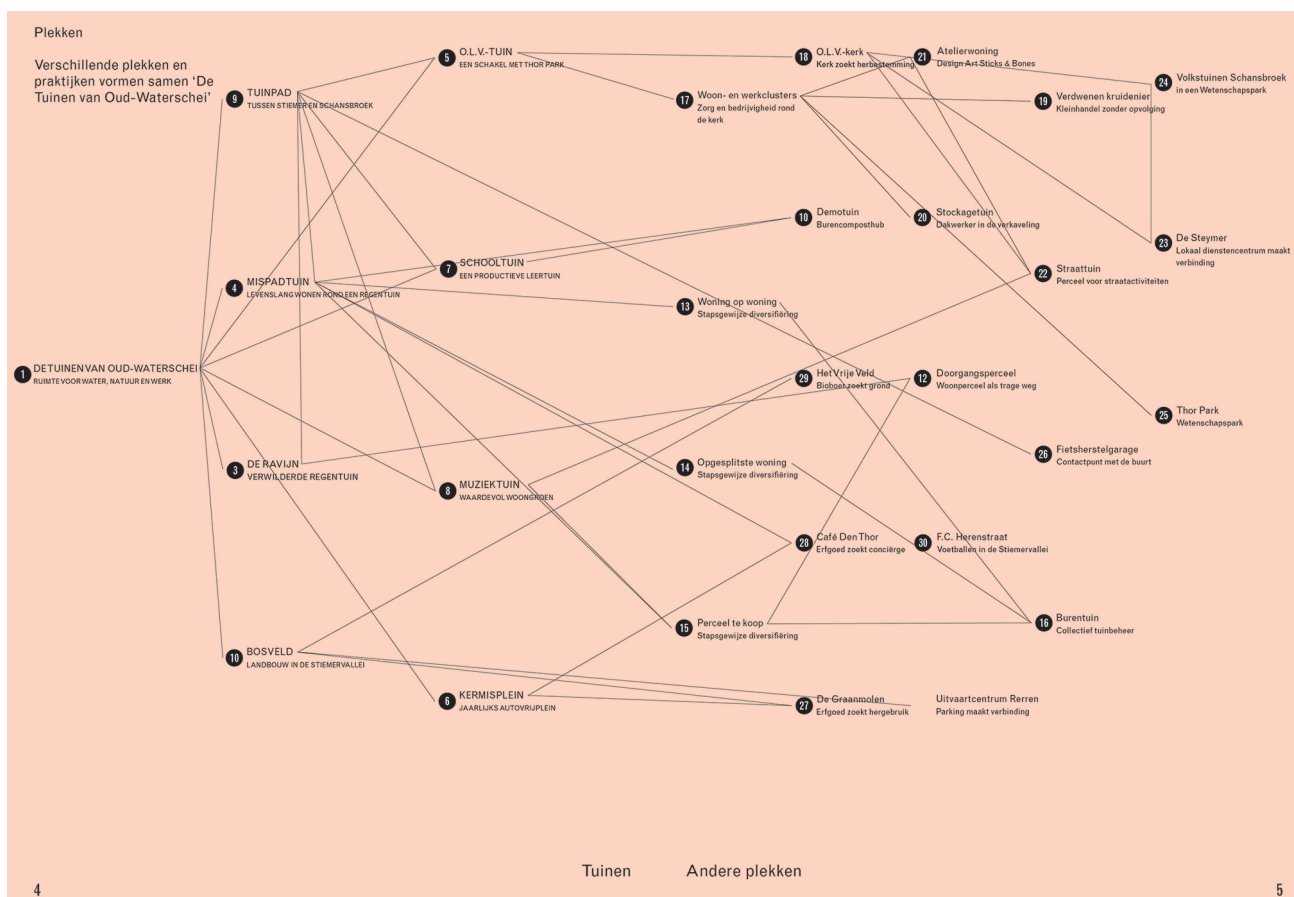 Plekken
Verschillende plekken en
praktijken vormen samen ‘De
Tuinen van Oud-Waterschei’
1 DE TUINEN VAN OUD-WATERSCHEI
RUIMTE VOOR WATER, NATUUR EN WERK
9 TUINPAD
TUSSEN STIEMER EN SCHANSBROEK
4 MISPADTUIN
LEVENSLANG WONEN ROND EEN REGENTUIN
3 DE RAVIJN
VERWILDERDE REGENTUIN
10 BOSVELD
LANDBOUW IN DE STIEMERVALLEI
5 O.L.V.-TUIN
EEN SCHAKEL MET THOR PARK
7 SCHOOLTUIN
EEN PRODUCTIEVE LEERTUIN
8 MUZIEKTUIN
WAARDEVOL WOONGROEN
6 KERMISPLEIN
JAARLIJKS AUTOVRIJPLEIN
17 Woon- en werkclusters
Zorg en bedrijvigheid rond
de kerk
13 Woning op woning
Stapsgewijze diversifiëring
14 Opgesplitste woning
Stapsgewijze diversifiëring
15 Perceel te koop
Stapsgewijze diversifiëring
18 O.L.V.-kerk
Kerk zoekt herbestemming
10 Demotuin
Burencomposthub
29 Het Vrije Veld
Bioboer zoekt grond
28 Café Den Thor
Erfgoed zoekt conciërge
27 De Graanmolen
Erfgoed zoekt hergebruik
21 Atelierwoning
Design Art Sticks & Bones
20 Stockagetuin
Dakwerker in de verkaveling
12 Doorgangsperceel
Woonperceel als trage weg
30 F.C. Herenstraat
Voetballen in de Stiemervallei
Uitvaartcentrum Rerren
Parking maakt verbinding
19 Verdwenen kruidenier
Kleinhandel zonder opvolging
22 Straattuin
Perceel voor straatactiviteiten
26 Fietsherstelgarage
Contactpunt met de buurt
16 Burentuin
Collectief tuinbeheer
24 Volkstuinen Schansbroek
in een Wetenschapspark
23 De Steymer
Lokaal dienstencentrum maakt
verbinding
25 Thor Park
Wetenschapspark
Tuinen
Andere plekken
4
5